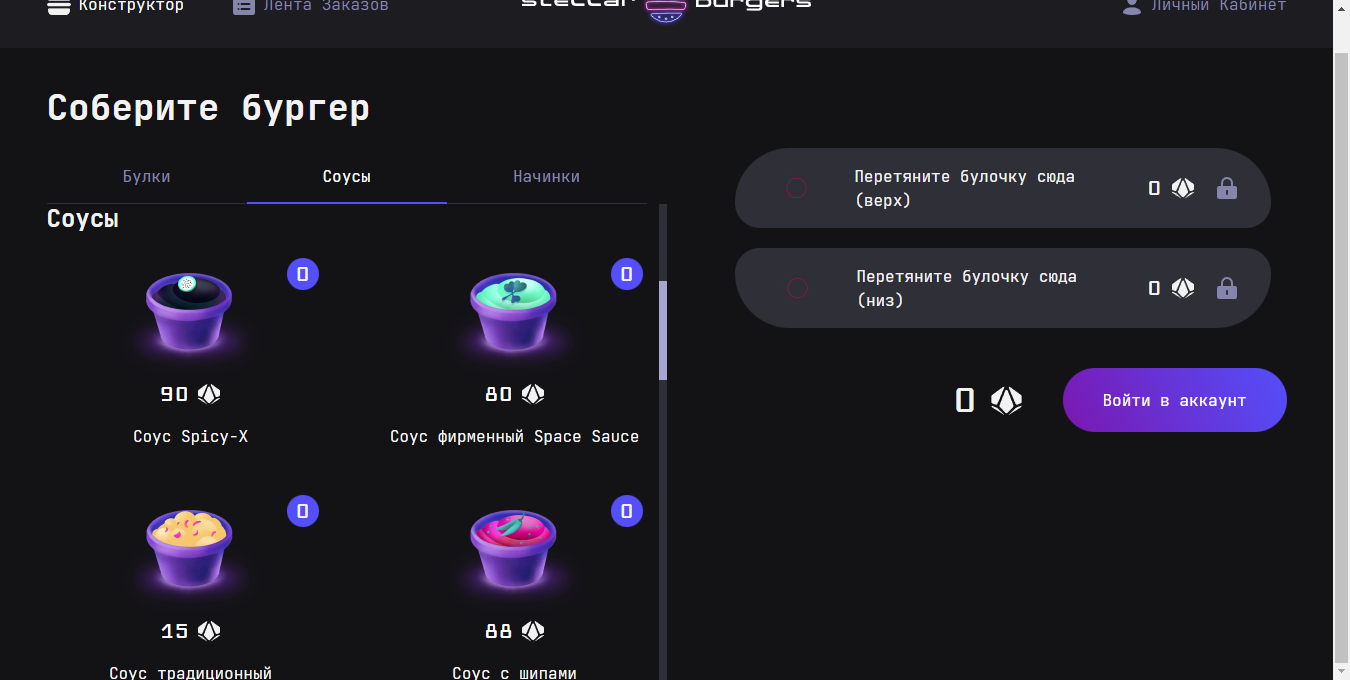 Конструктор
Лента Заказов
stellar burgers
Личный Кабинет
Соберите бургер
Булки
Соусы
Начинки
Соусы
0
0
90
80
Соус Spicy-X
Соус фирменный Space Sauce
0
0
15
88
Соус традиционный
Соус с шипами
Перетяните булочку сюда
(верх)
0
Перетяните булочку сюда
(низ)
0
0
Войти в аккаунт